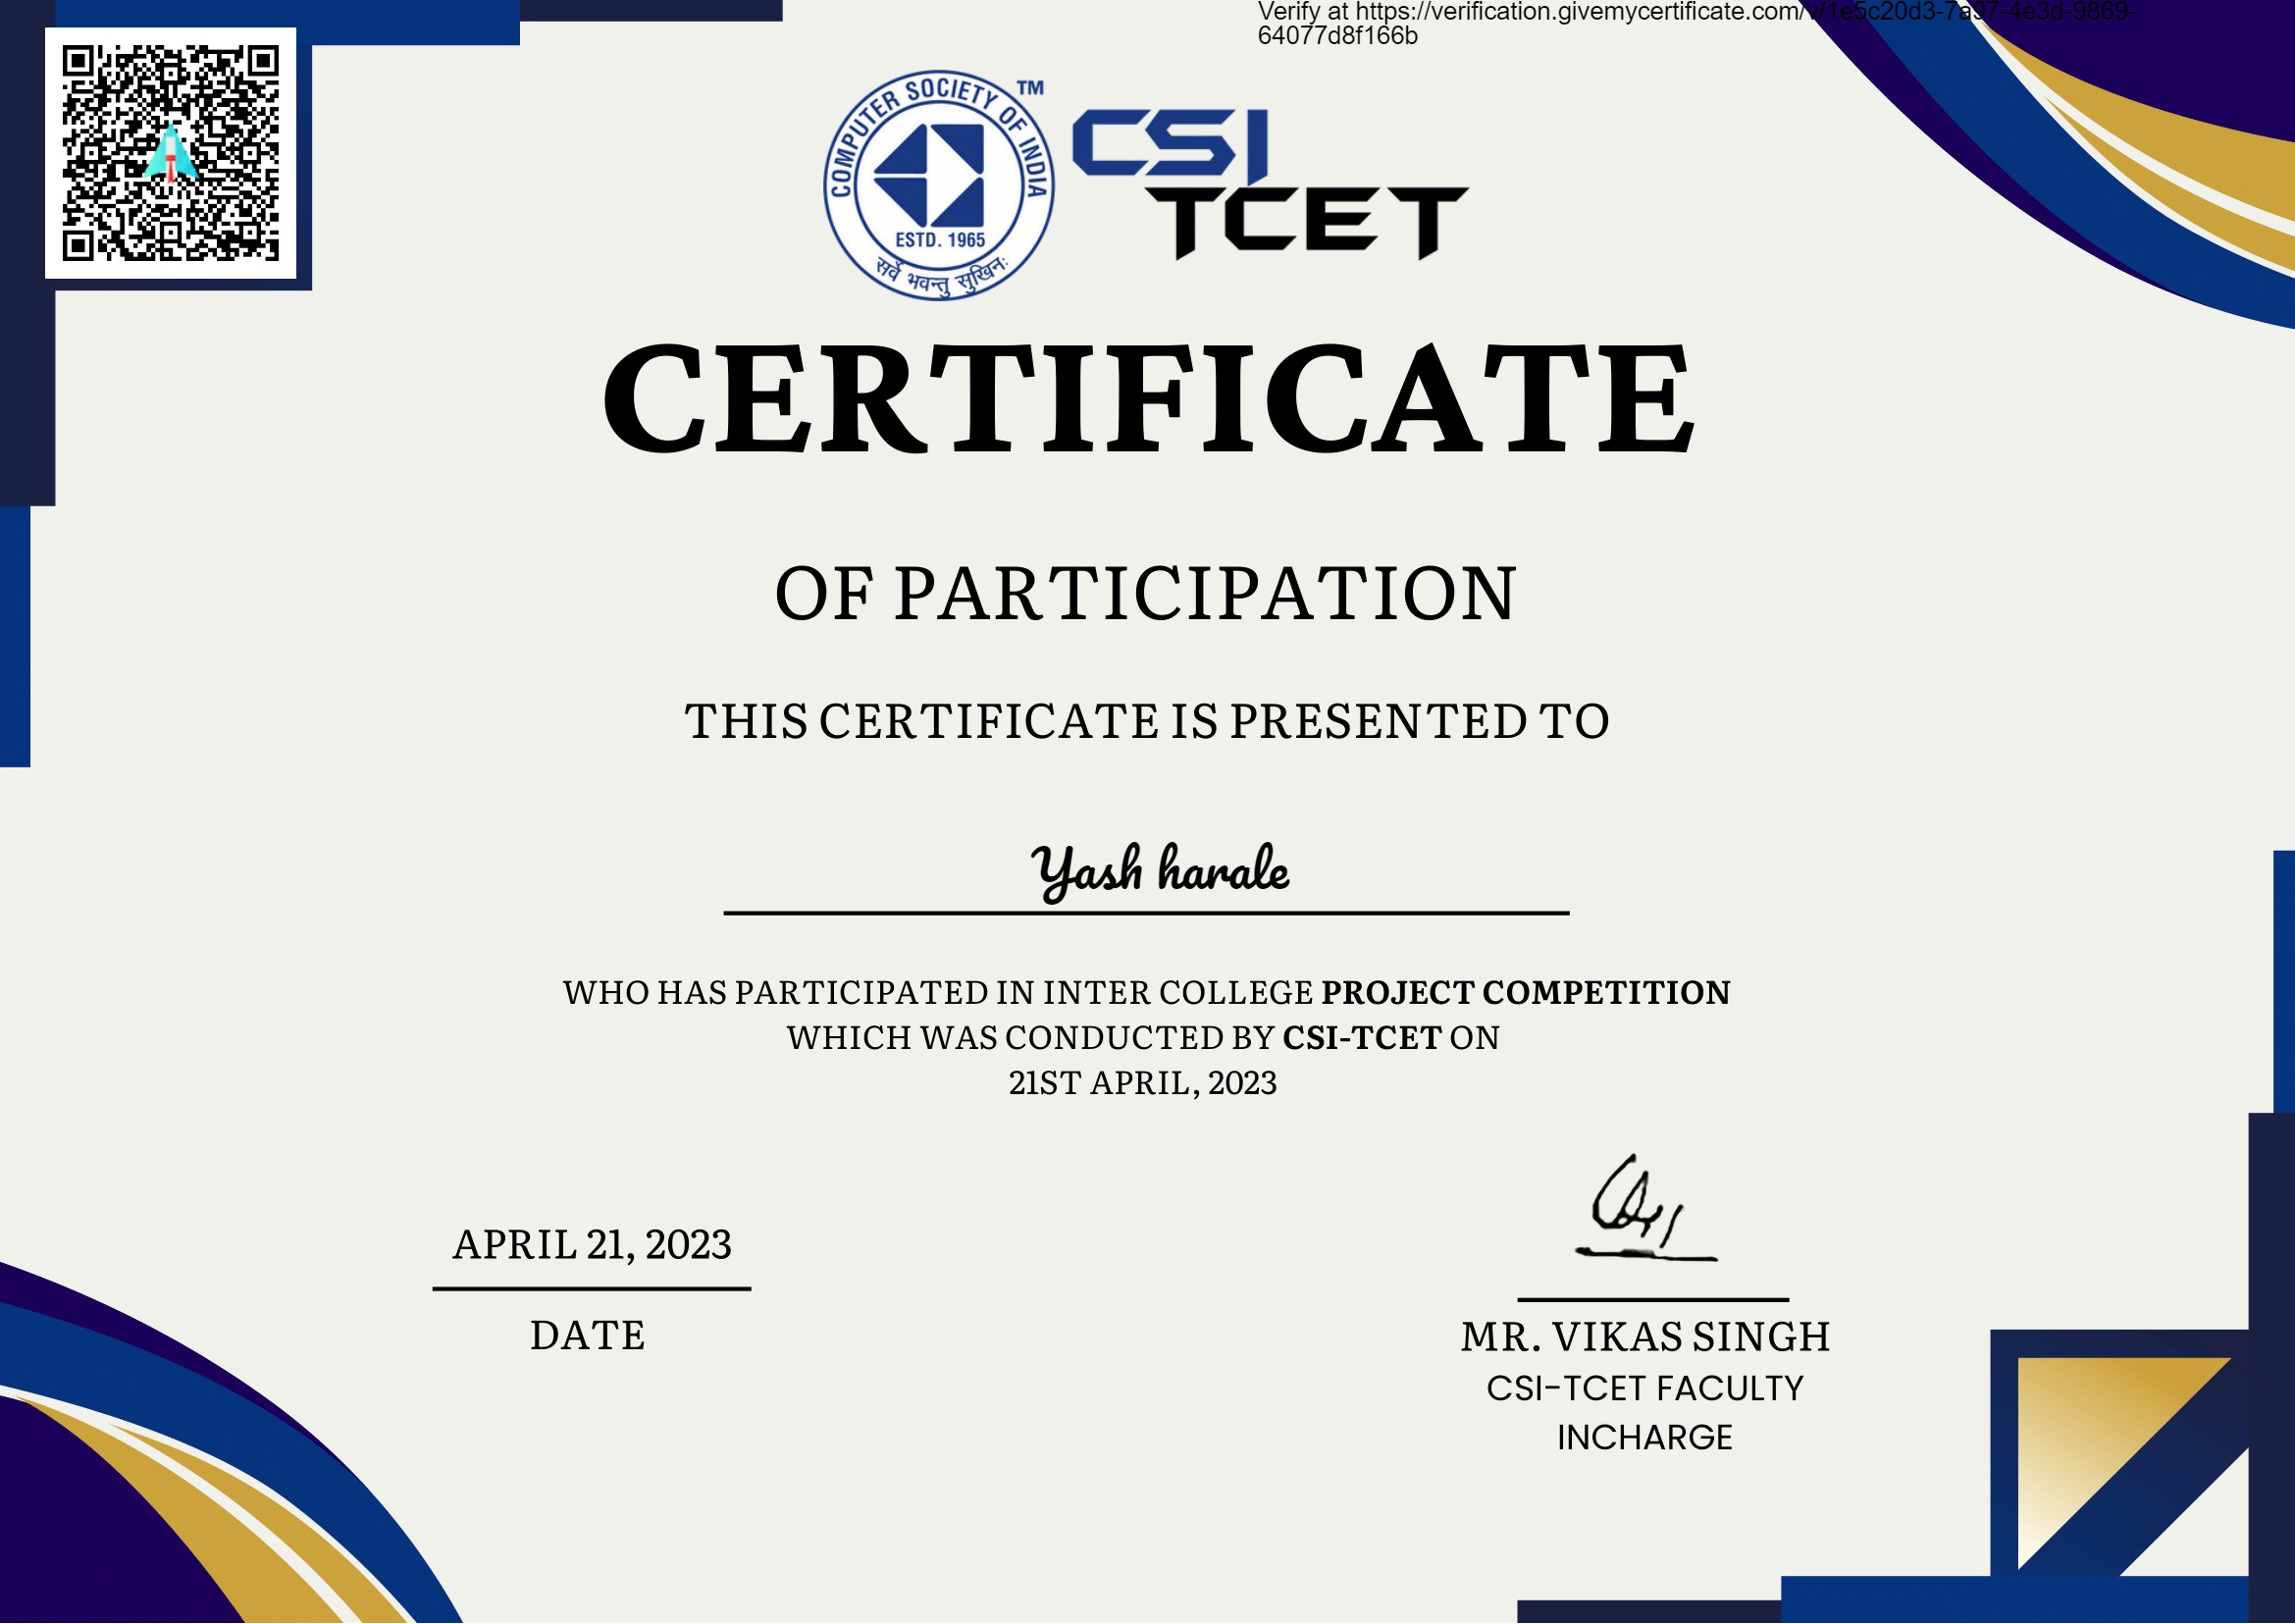 Verify at https://verification.givemycertificate.com/v/1e5c20d3-7a97-4e3d-9869-
64077d8f166b
COMPUTER SOCIETY OF INDIA
TM
ESTD. 1965
सर्वे भवन्तु सुखिनः
CSI
TCET
CERTIFICATE
OF PARTICIPATION
THIS CERTIFICATE IS PRESENTED TO
Yash harale
WHO HAS PARTICIPATED IN INTER COLLEGE PROJECT COMPETITION
WHICH WAS CONDUCTED BY CSI-TCET ON
21ST APRIL, 2023
APRIL 21, 2023
DATE
MR. VIKAS SINGH
CSI-TCET FACULTY
INCHARGE